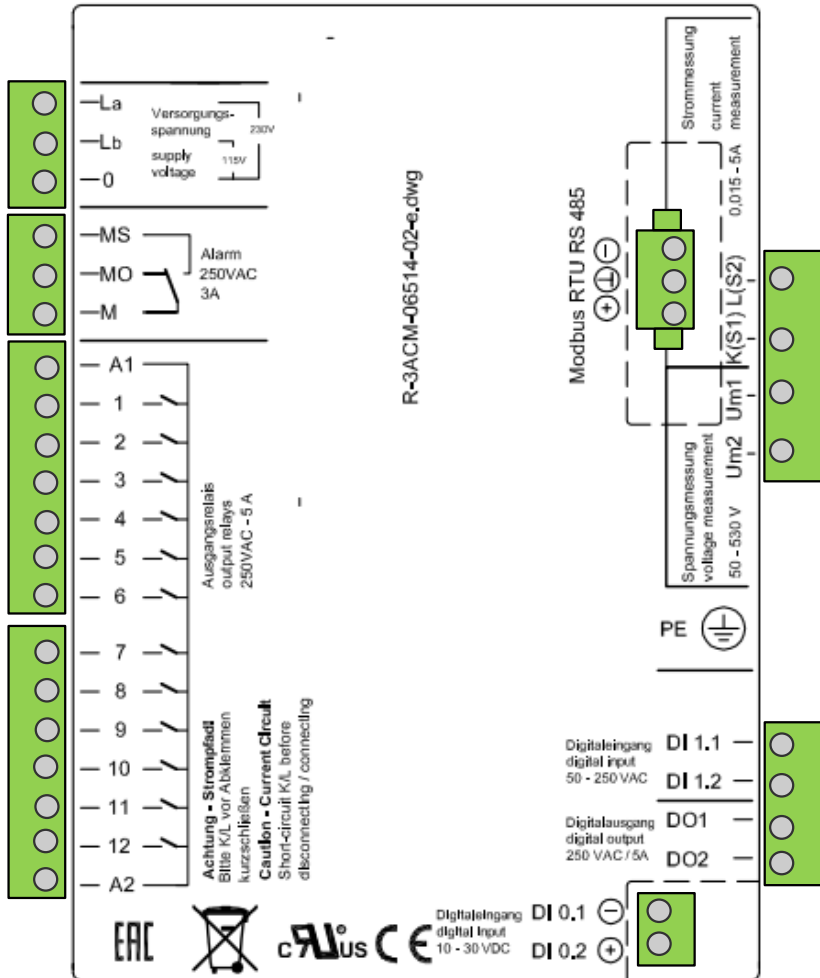 La
Lb
0
Versorgungs-
spannung
supply
voltage
230V
115V
MS
MO
M
Alarm
250VAC
3A
A1
1
2
3
4
5
6
Ausgangsrelais
output relays
250VAC - 5 A
7
8
9
10
11
12
A2
Achtung - Strompfad!
Bitte K/L vor Abklemmen
kurzschließen
Caution - Current Circuit
Short-circuit K/L before
disconnecting / connecting
R-3ACM-06514-02-e.dwg
Modbus RTU RS 485
Strommessung
current
measurement
0,015 - 5A
K(S1) L(S2)
Um2 Um1
Spannungsmessung
voltage measurement
50 - 530 V
PE
Digitaleingang
digital input
50 - 250 VAC
DI 1.1
DI 1.2
Digitalausgang
digital output
250 VAC / 5A
DO1
DO2
Digitaleingang
digital input
10 - 30 VDC
DI 0.1 ⊖
DI 0.2 ⊕
EAC
c RU us CE